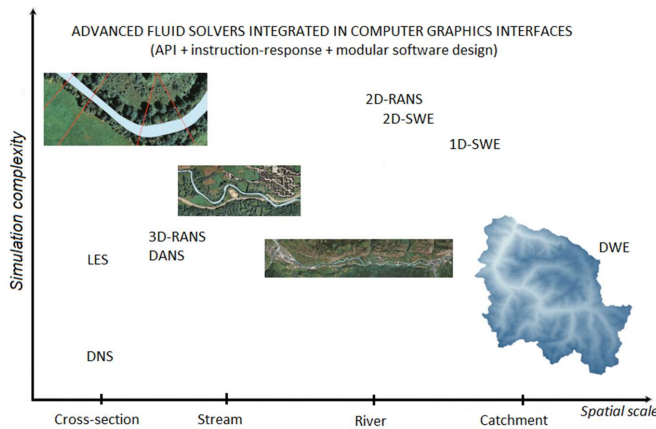 ADVANCED FLUID SOLVERS INTEGRATED IN COMPUTER GRAPHICS INTERFACES
(API + instruction-response + modular software design)
2D-RANS
2D-SWE
1D-SWE
3D-RANS
DANS
LES
DWE
DNS
Simulation complexity
Cross-section
Stream
River
Catchment
Spatial scale